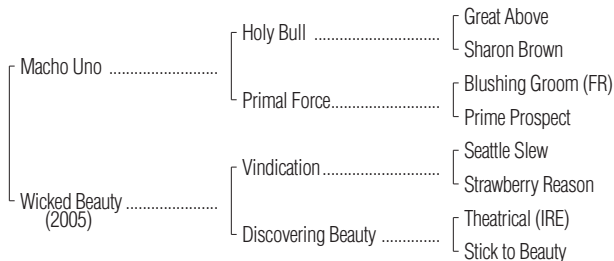 Great Above
Holy Bull ..............................
Sharon Brown
Macho Uno ..........................
Blushing Groom (FR)
Primal Force..........................
Prime Prospect
Seattle Slew
Vindication............................
Strawberry Reason
Wicked Beauty ......................
(2005)
Theatrical (IRE)
Discovering Beauty ..............
Stick to Beauty